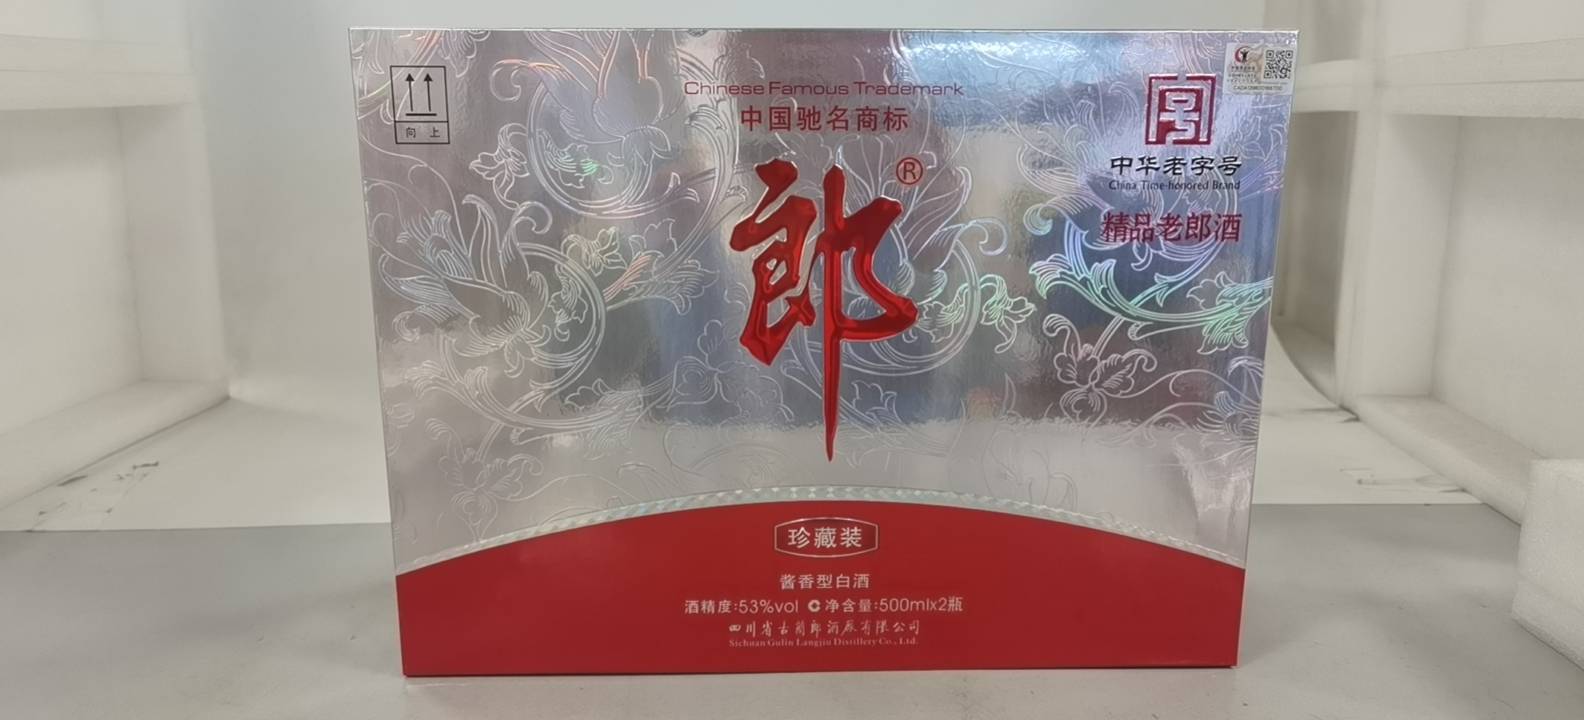 Chinese Famous Trademark
中国驰名商标
郎®
向上
中华老字号
China Time-honored Brand
精品老郎酒
珍藏装
酱香型白酒
酒精度:53%vol C净含量:500mlx2瓶
四川省古蔺郎酒厂有限公司
Sichuan Gulin Langjiu Distillery Co., Ltd.